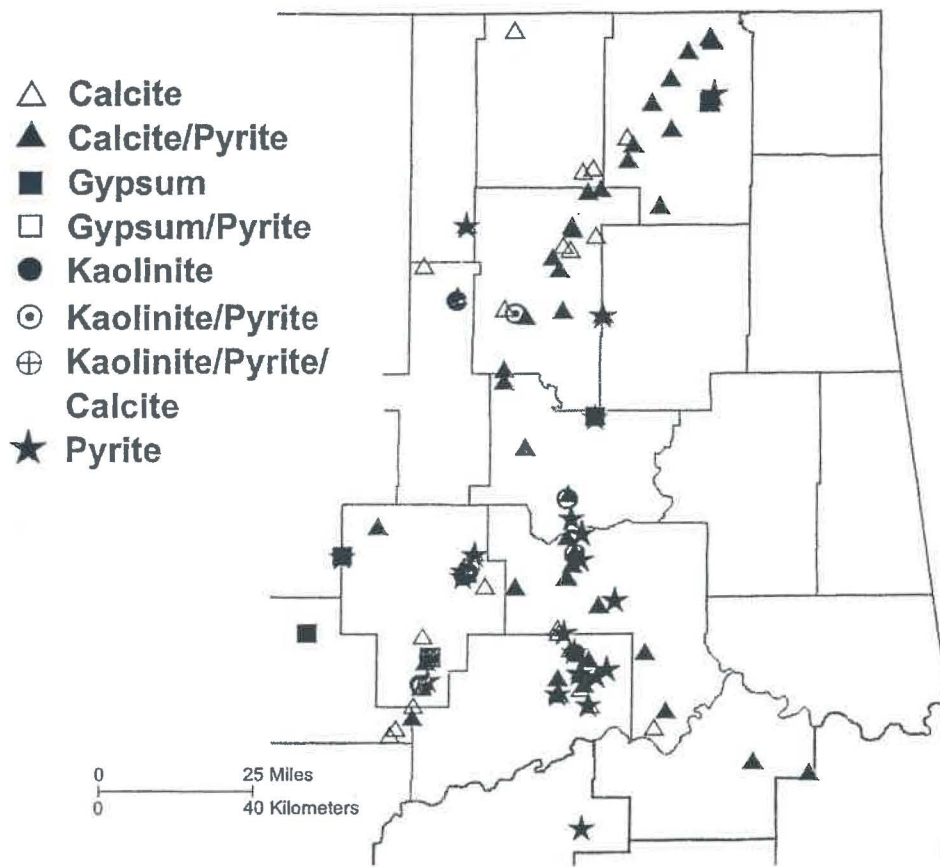 Calcite
Calcite/Pyrite
Gypsum
Gypsum/Pyrite
Kaolinite
Kaolinite/Pyrite
Kaolinite/Pyrite/
Calcite
Pyrite
0 25 Miles
0 40 Kilometers